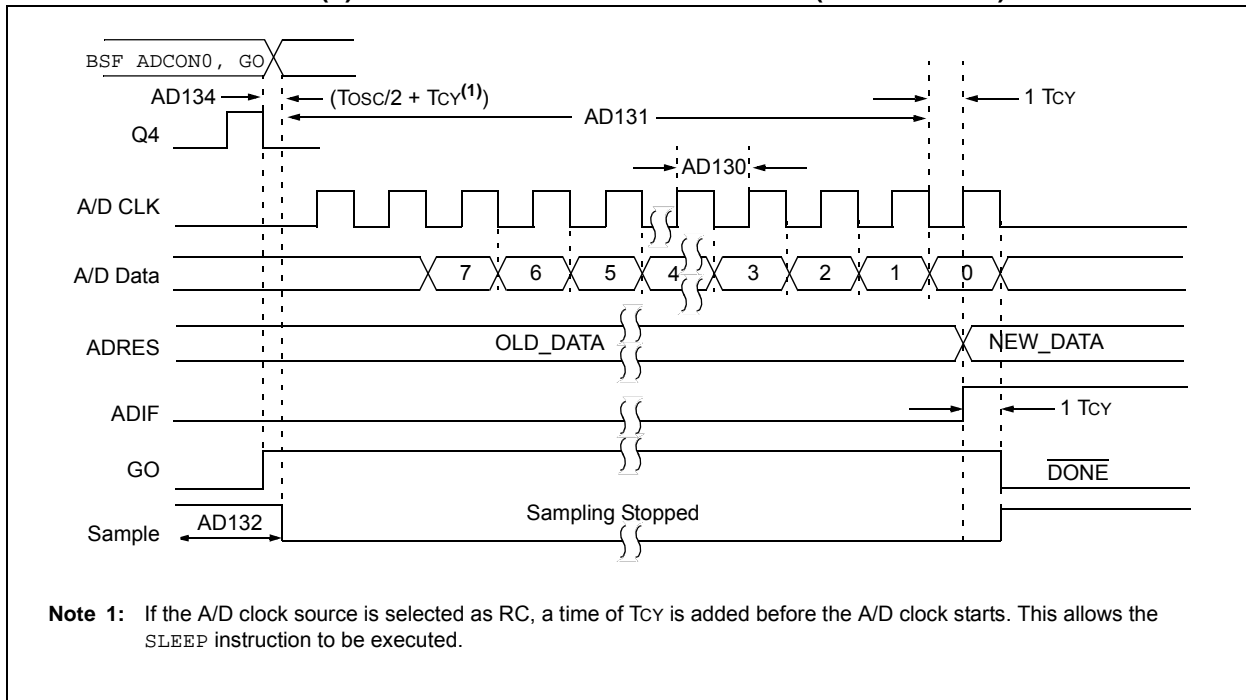 BSF ADCON0, GO
AD134 (TOSC/2 + TCY(1)) 1 TCY
AD131
Q4
AD130
A/D CLK
A/D Data 7 6 5 4 3 2 1 0
ADRES OLD_DATA NEW_DATA
ADIF 1 TCY
GO DONE
Sample AD132 Sampling Stopped
Note 1: If the A/D clock source is selected as RC, a time of TCY is added before the A/D clock starts. This allows the
SLEEP instruction to be executed.